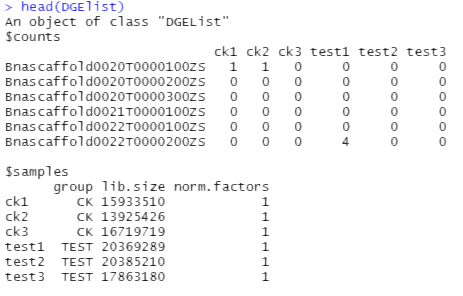 > head(DGElist)
An object of class "DGEList"
$counts
ck1 ck2 ck3 test1 test2 test3
Bnascaffold0020T0000100ZS 1 1 0 0 0 0
Bnascaffold0020T0000200ZS 0 0 0 0 0 0
Bnascaffold0020T0000300ZS 0 0 0 0 0 0
Bnascaffold0021T0000100ZS 0 0 0 0 0 0
Bnascaffold0022T0000100ZS 0 0 0 0 0 0
Bnascaffold0022T0000200ZS 0 0 0 4 0 0
$samples
group lib.size norm.factors
ck1 CK 15933510 1
ck2 CK 13925426 1
ck3 CK 16719719 1
test1 TEST 20369289 1
test2 TEST 20385210 1
test3 TEST 17863180 1